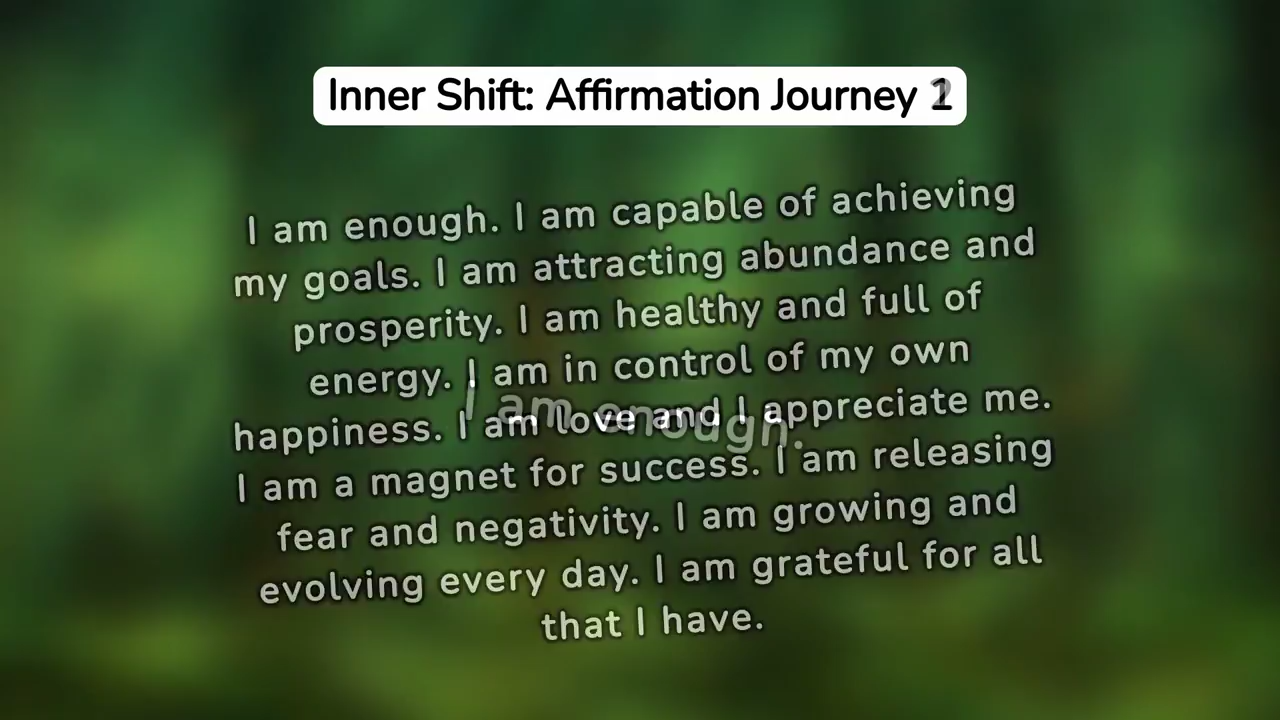 Inner Shift: Affirmation Journey
I am enough. I am capable of achieving
my goals. I am attracting abundance and
prosperity. I am healthy and full of
energy. I am in control of my own
happiness. I am love and I appreciate me.
I am enough.
I am a magnet for success. I am releasing
fear and negativity. I am growing and
evolving every day. I am grateful for all
that I have.